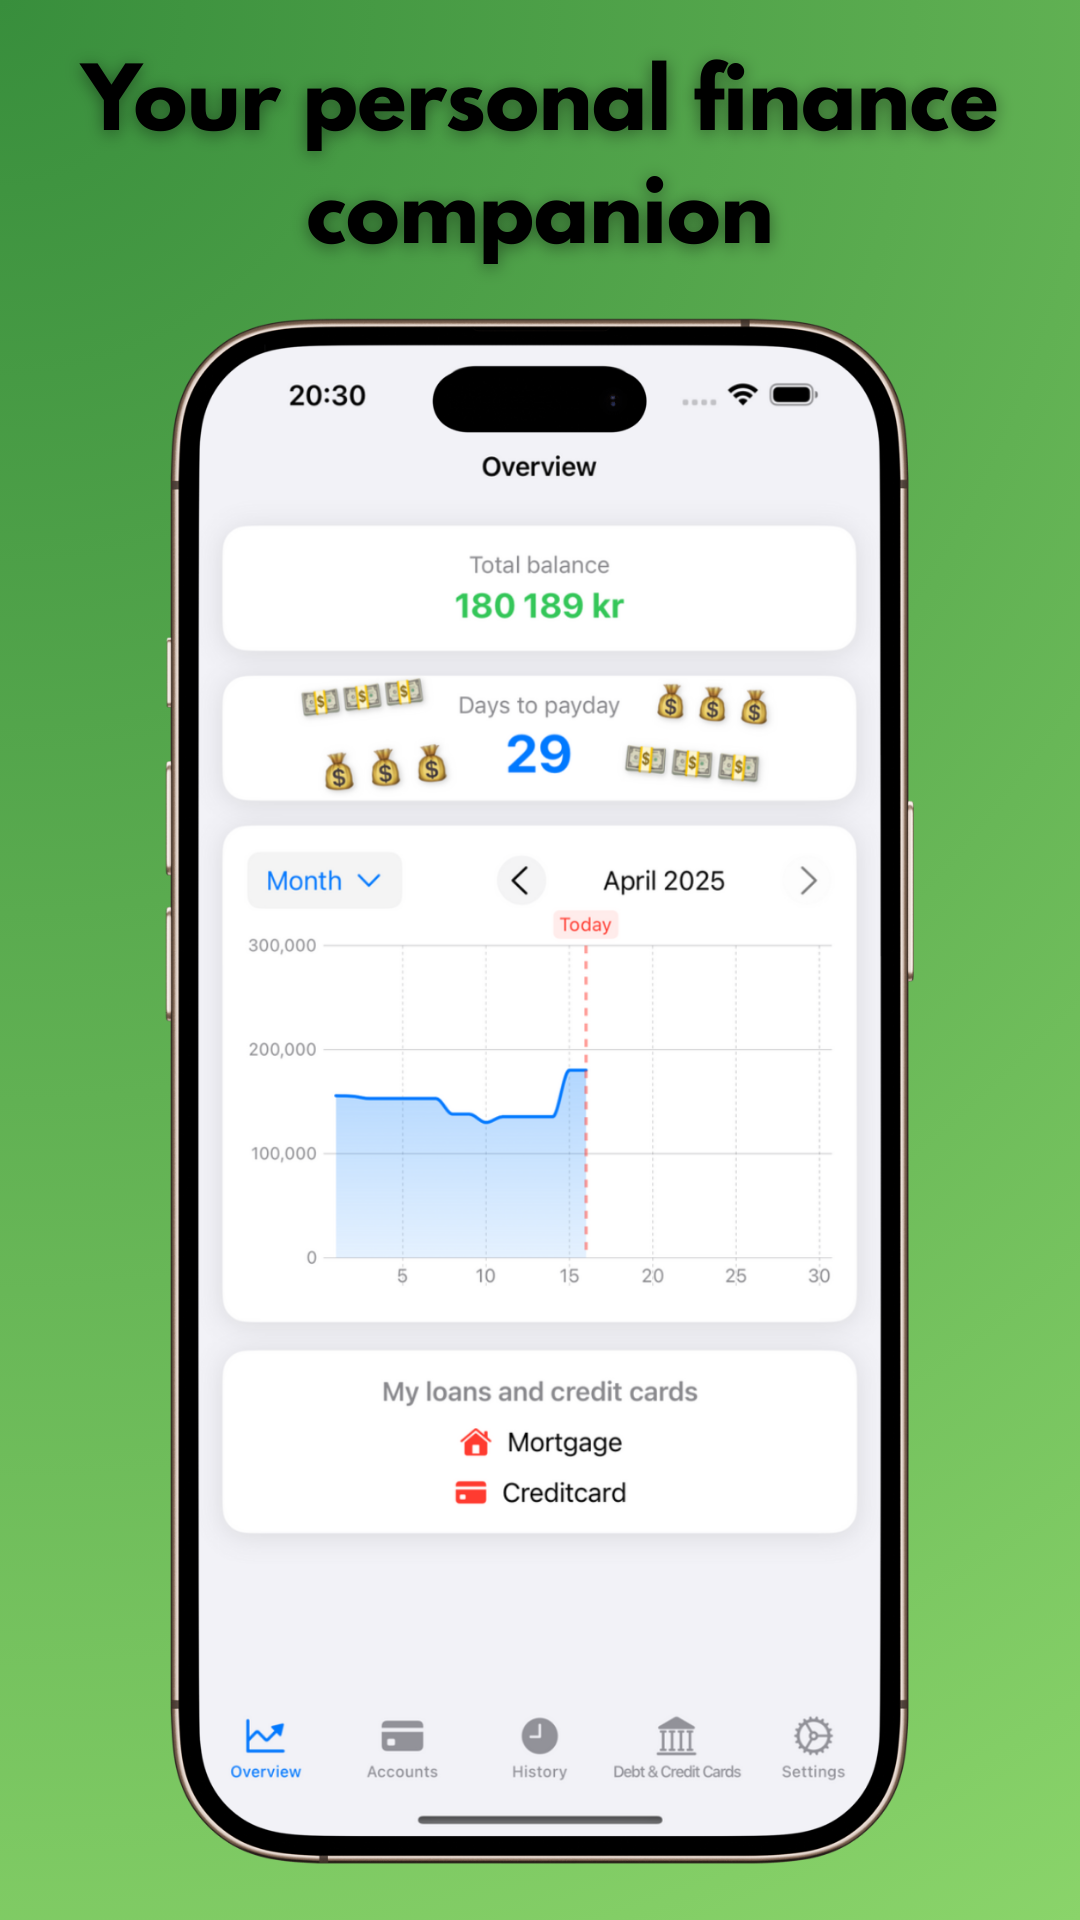 Your personal finance
companion
20:30
Overview
Total balance
180 189 kr
Days to payday
29
Month
April 2025
Today
300,000
200,000
100,000
0
5 10 15 20 25 30
My loans and credit cards
Mortgage
Creditcard
Overview Accounts History Debt & Credit Cards Settings